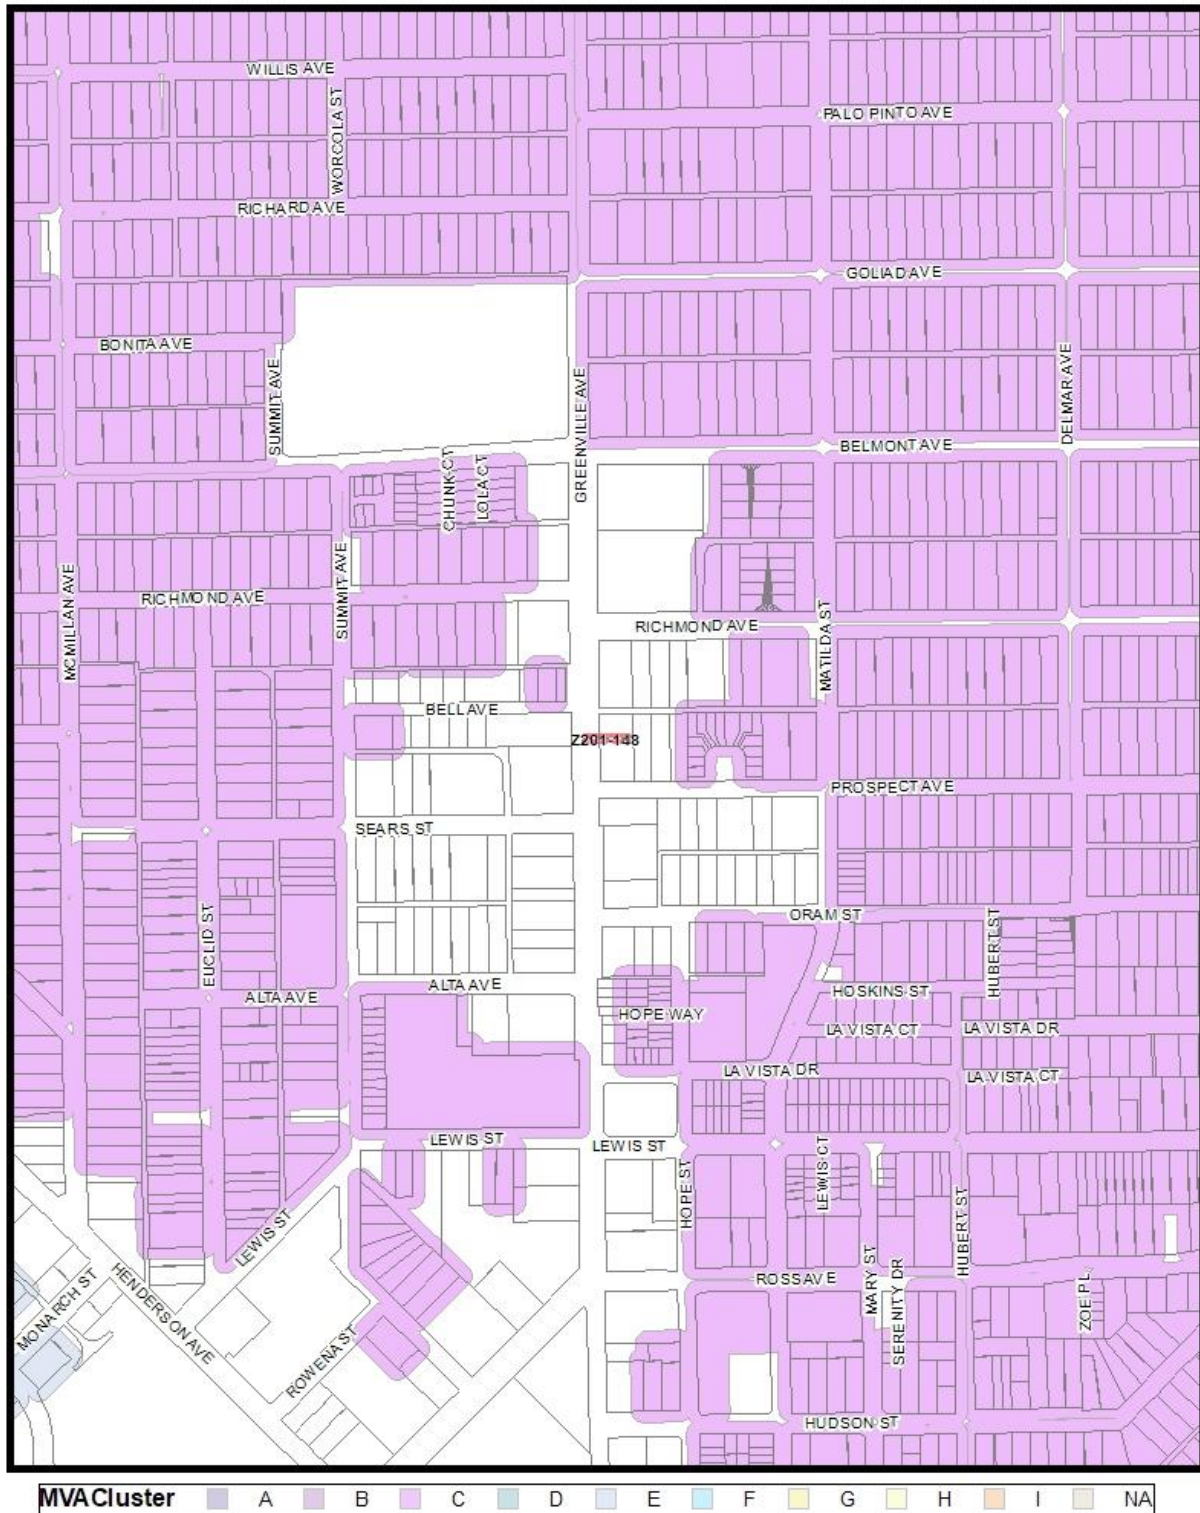 WILLIS AVE
WORCOLA ST
PALO PINTO AVE
RICHARD AVE
GOLIAD AVE
BONITA AVE
SUMMIT AVE
GREENVILLE AVE
DELMAR AVE
BELMONT AVE
CHUNK CT
LOLA CT
MCMILLAN AVE
SUMMIT AVE
RICHMOND AVE
RICHMOND AVE
MATILDA ST
BELL AVE
Z201-148
PROSPECT AVE
SEARS ST
EUCLID ST
ORAM ST
HUBERT ST
ALTA AVE
ALTA AVE
HOSKINS ST
HOPE WAY
LA VISTA CT
LA VISTA DR
LA VISTA DR
LA VISTA CT
LEWIS ST
LEWIS ST
HOPE ST
LEWIS CT
HUBERT ST
LEWIS ST
MONARCH ST
HENDERSON AVE
ROSS AVE
MARY ST
SERENITY DR
ZOE PL
ROWENA ST
HUDSON ST
MVACluster A B C D E F G H I NA